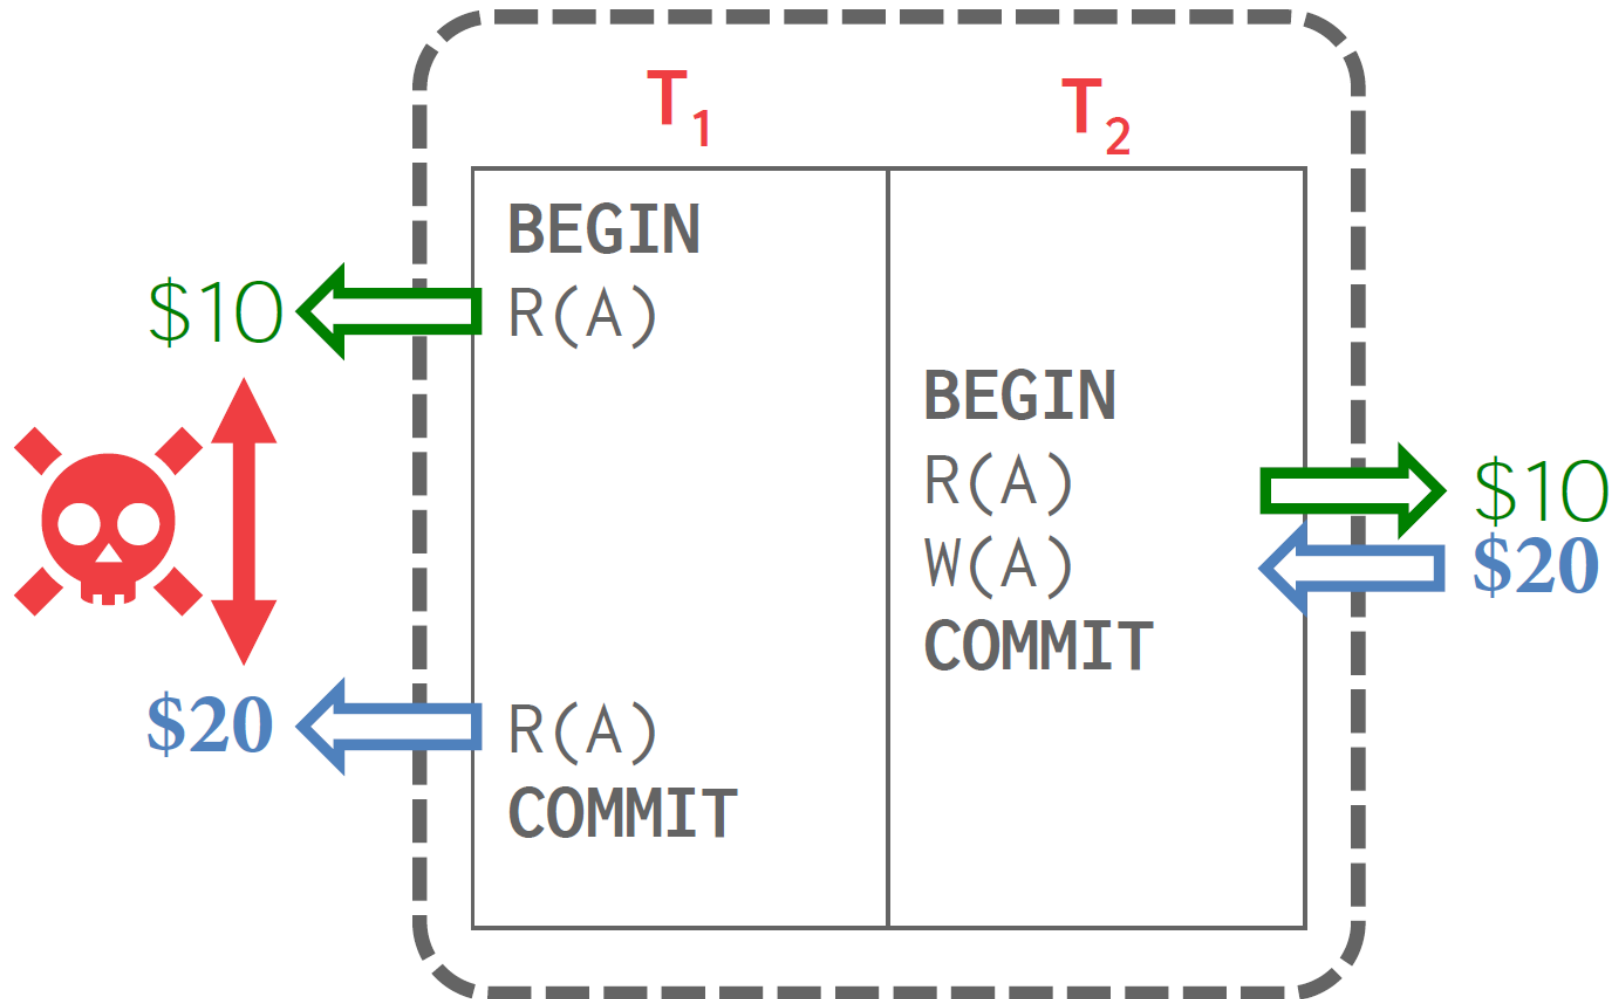 T1 T2
BEGIN
$10 R(A)
BEGIN
R(A) $10
W(A) $20
COMMIT
$20 R(A)
COMMIT